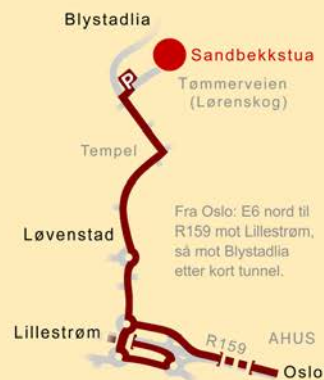 Blystadlia
Sandbekkstua
P
Tømmerveien
(Lørenskog)
Tempel
Fra Oslo: E6 nord til
R159 mot Lillestrøm,
så mot Blystadlia
etter kort tunnel.
Løvenstad
Lillestrøm
R159
AHUS
Oslo